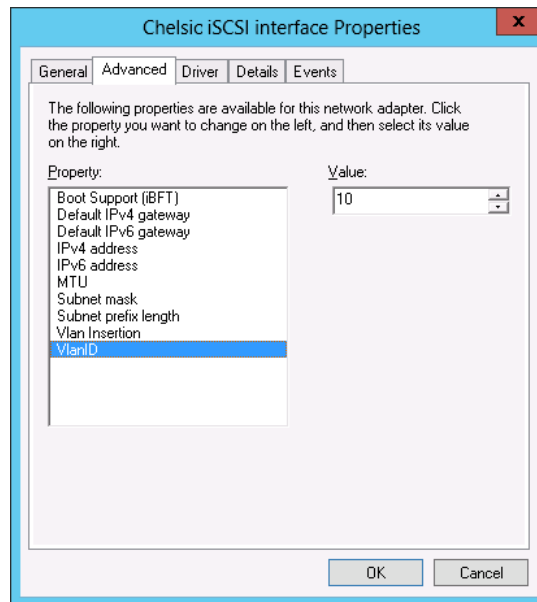 Chelsic iSCSI interface Properties
x
General Advanced Driver Details Events
The following properties are available for this network adapter. Click
the property you want to change on the left, and then select its value
on the right.
Property:
Value:
Boot Support (iBFT)
Default IPv4 gateway
Default IPv6 gateway
IPv4 address
IPv6 address
MTU
Subnet mask
Subnet prefix length
Vlan Insertion
VlanID
10
OK
Cancel